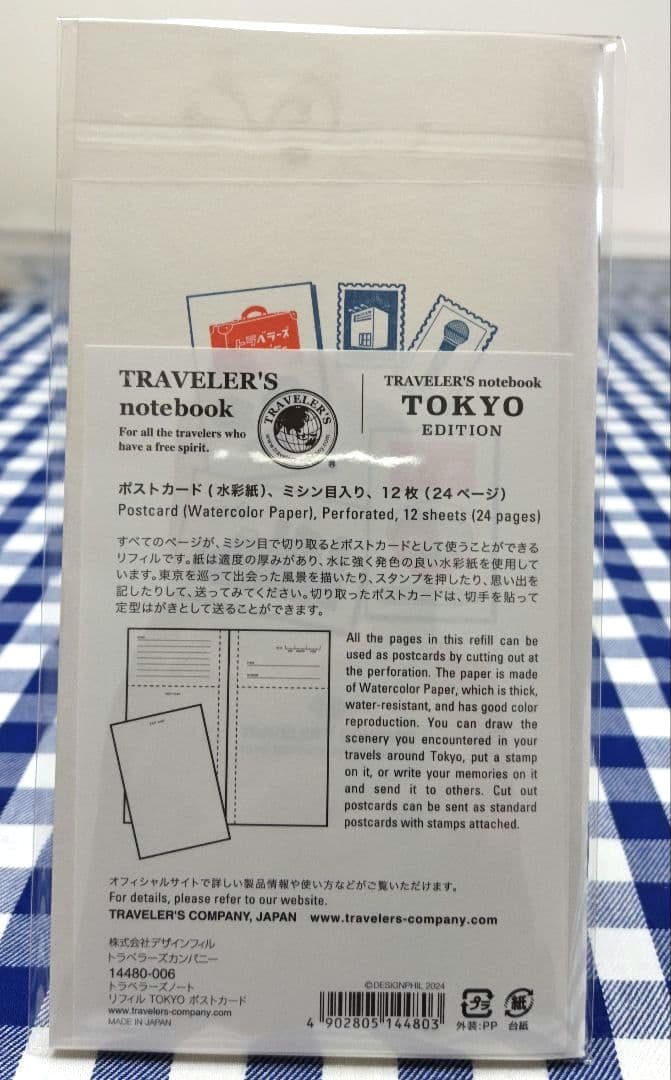 トラベラーズ
TRAVELER'S
notebook
For all the travelers who
have a free spirit.
TRAVELER'S
®
TRAVELER'S notebook
TOKYO
EDITION
ポストカード(水彩紙)、ミシン目入り、12枚(24ページ)
Postcard (Watercolor Paper), Perforated, 12 sheets (24 pages)
すべてのページが、ミシン目で切り取るとポストカードとして使うことができる
リフィルです。紙は適度の厚みがあり、水に強く発色の良い水彩紙を使用して
います。東京を巡って出会った風景を描いたり、スタンプを押したり、思い出を
記したりして、送ってみてください。切り取ったポストカードは、切手を貼って
定型はがきとして送ることができます。
All the pages in this refill can be
used as postcards by cutting out at
the perforation. The paper is made
of Watercolor Paper, which is thick,
water-resistant, and has good color
reproduction. You can draw the
scenery you encountered in your
travels around Tokyo, put a stamp
on it, or write your memories on it
and send it to others. Cut out
postcards can be sent as standard
postcards with stamps attached.
オフィシャルサイトで詳しい製品情報や使い方などがご覧いただけます。
For details, please refer to our website.
TRAVELER'S COMPANY, JAPAN www.travelers-company.com
株式会社デザインフィル
トラベラーズカンパニー
14480-006
トラベラーズノート
リフィル TOKYO ポストカード
www.travelers-company.com
MADE IN JAPAN
©DESIGNPHIL 2024
4 902805 144803
プラ
外装:PP
紙
台紙